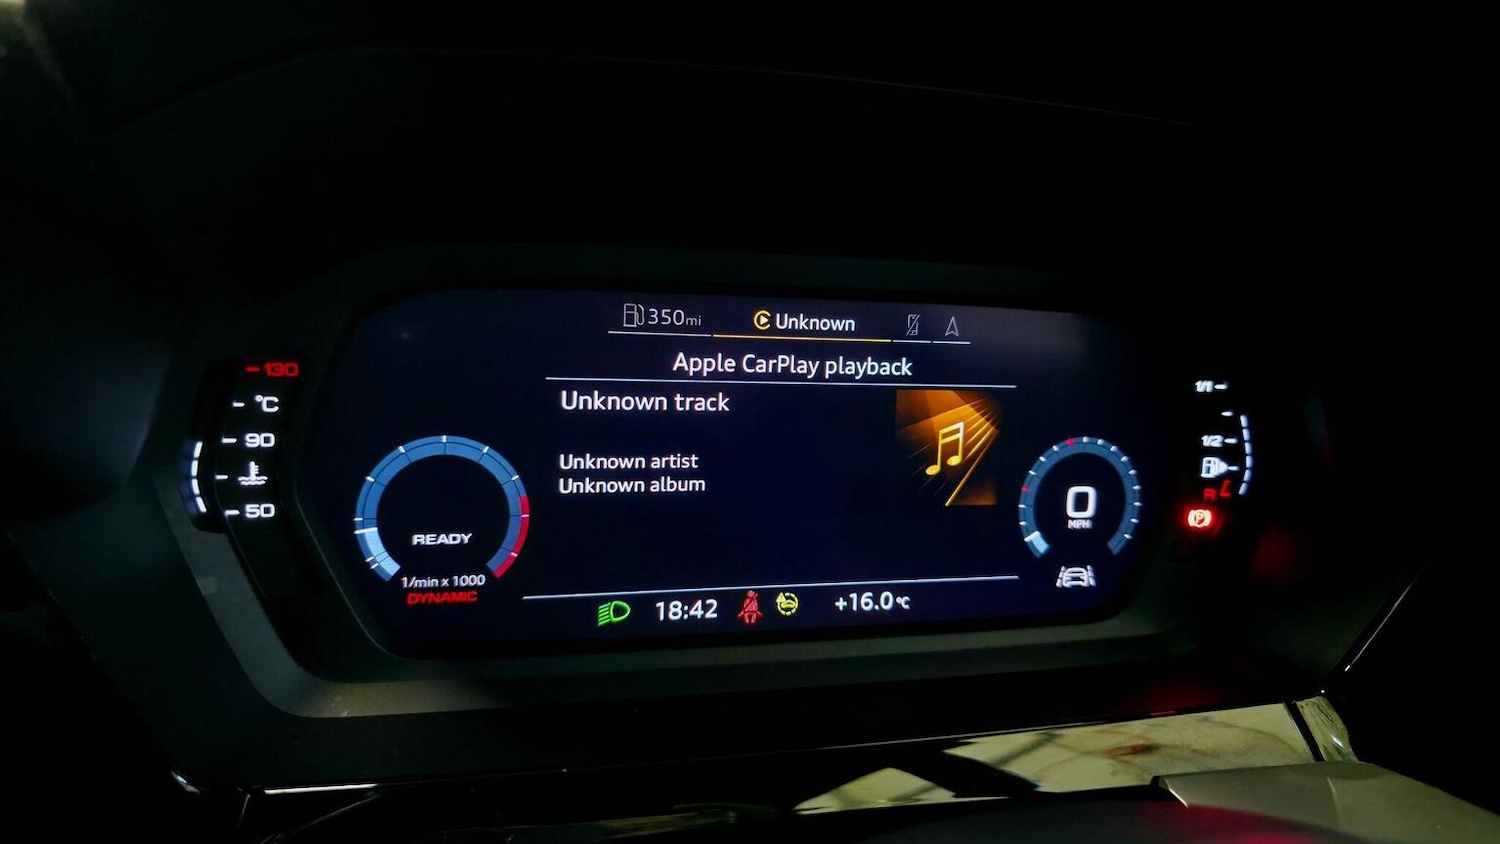 350mi
Unknown
Apple CarPlay playback
Unknown track
Unknown artist
Unknown album
130
°C
90
50
READY
1/min x 1000
DYNAMIC
0
MPH
1/1
1/2
R
P
18:42
+16.0°C